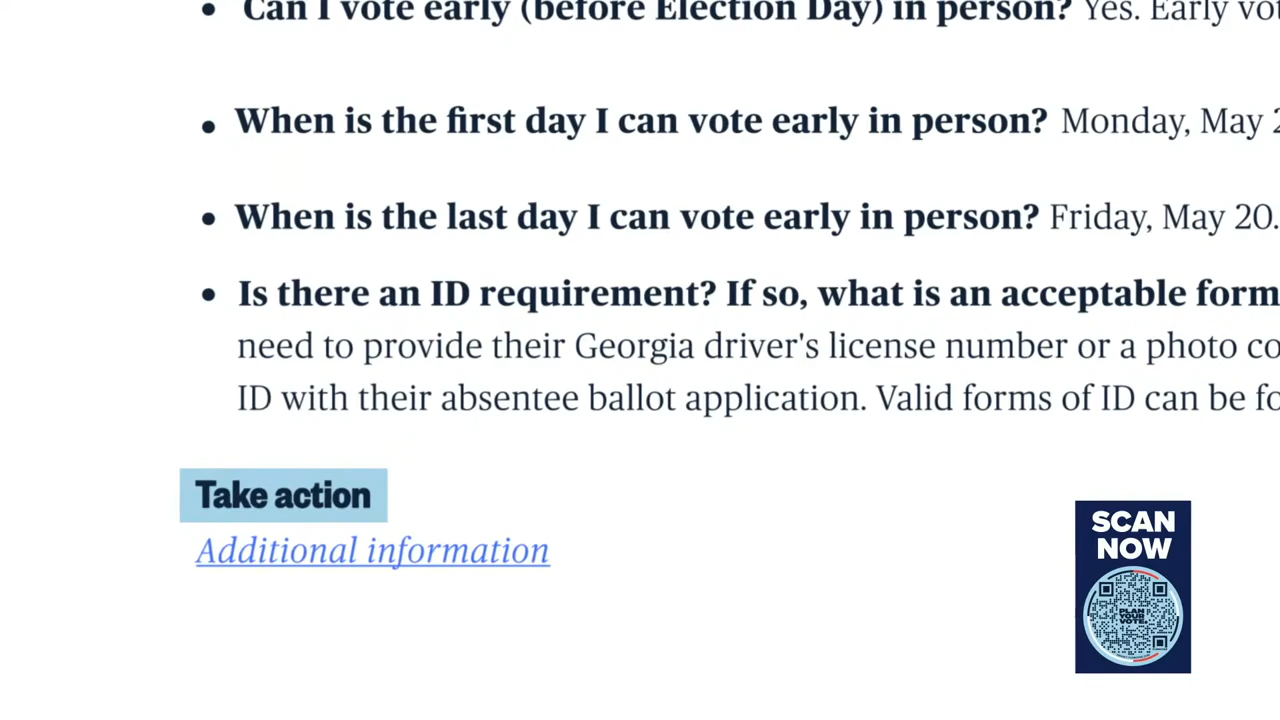 • Can I vote early (before Election Day) in person? Yes. Early
• When is the first day I can vote early in person? Monday, May
• When is the last day I can vote early in person? Friday, May 20.
• Is there an ID requirement? If so, what is an acceptable form
need to provide their Georgia driver's license number or a photo
ID with their absentee ballot application. Valid forms of ID can be
Take action
Additional information
SCAN
NOW
PLAN
YOUR
VOTE.